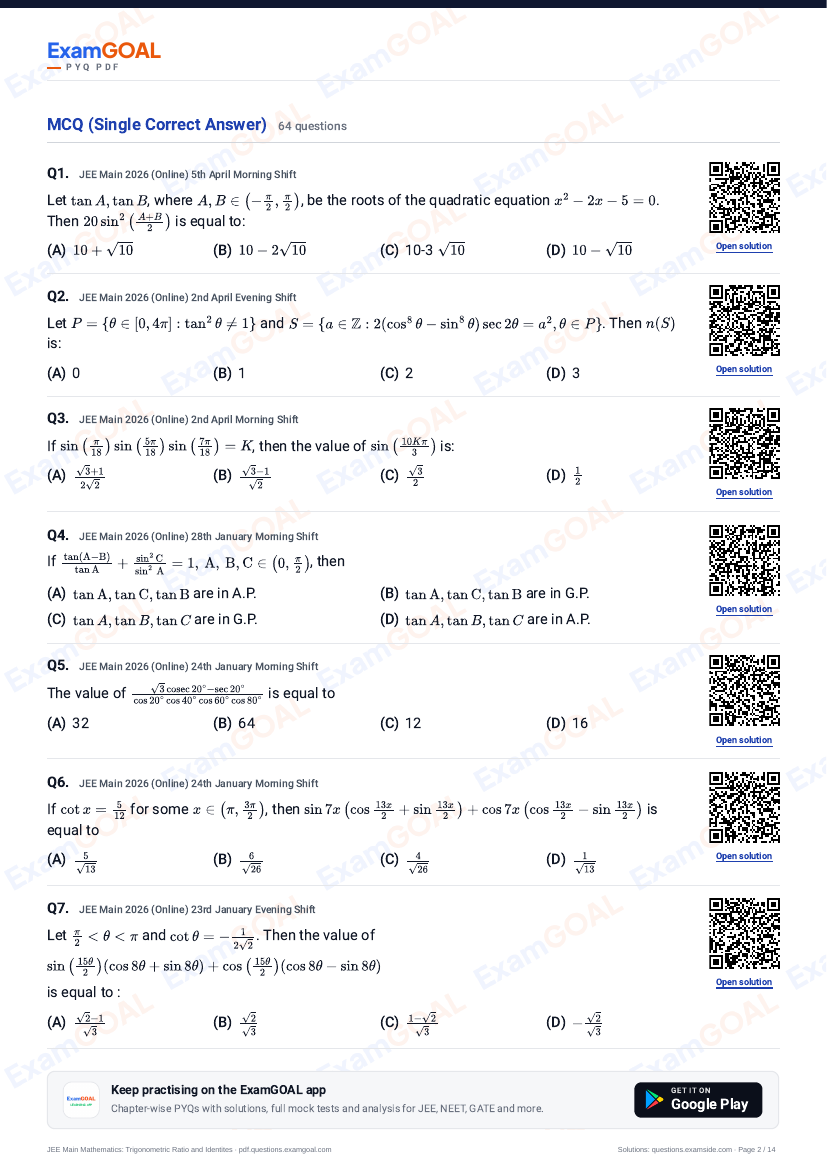 ExamGOAL
PYQ PDF
MCQ (Single Correct Answer) 64 questions
Q1. JEE Main 2026 (Online) 5th April Morning Shift
Let tan A, tan B, where A, B ∈ (−π/2, π/2), be the roots of the quadratic equation x² − 2x − 5 = 0.
Then 20 sin² ((A+B)/2) is equal to:
(A) 10 + √10 (B) 10 − 2√10 (C) 10-3 √10 (D) 10 − √10
Open solution
Q2. JEE Main 2026 (Online) 2nd April Evening Shift
Let P = {θ ∈ [0, 4π] : tan² θ ≠ 1} and S = {a ∈ ℤ : 2(cos⁸ θ − sin⁸ θ) sec 2θ = a², θ ∈ P}. Then n(S)
is:
(A) 0 (B) 1 (C) 2 (D) 3
Open solution
Q3. JEE Main 2026 (Online) 2nd April Morning Shift
If sin (π/18) sin (5π/18) sin (7π/18) = K, then the value of sin (10Kπ/3) is:
(A) (√3+1)/(2√2) (B) (√3−1)/√2 (C) √3/2 (D) 1/2
Open solution
Q4. JEE Main 2026 (Online) 28th January Morning Shift
If tan(A−B)/tan A + sin² C/sin² A = 1, A, B, C ∈ (0, π/2), then
(A) tan A, tan C, tan B are in A.P. (B) tan A, tan C, tan B are in G.P.
(C) tan A, tan B, tan C are in G.P. (D) tan A, tan B, tan C are in A.P.
Open solution
Q5. JEE Main 2026 (Online) 24th January Morning Shift
The value of (√3 cosec 20° − sec 20°)/(cos 20° cos 40° cos 60° cos 80°) is equal to
(A) 32 (B) 64 (C) 12 (D) 16
Open solution
Q6. JEE Main 2026 (Online) 24th January Morning Shift
If cot x = 5/12 for some x ∈ (π, 3π/2), then sin 7x (cos 13x/2 + sin 13x/2) + cos 7x (cos 13x/2 − sin 13x/2) is
equal to
(A) 5/√13 (B) 6/√26 (C) 4/√26 (D) 1/√13
Open solution
Q7. JEE Main 2026 (Online) 23rd January Evening Shift
Let π/2 < θ < π and cot θ = −1/(2√2). Then the value of
sin (15θ/2)(cos 8θ + sin 8θ) + cos (15θ/2)(cos 8θ − sin 8θ)
is equal to :
(A) (√2−1)/√3 (B) √2/√3 (C) (1−√2)/√3 (D) −√2/√3
Open solution
ExamGOAL
Keep practising on the ExamGOAL app
Chapter-wise PYQs with solutions, full mock tests and analysis for JEE, NEET, GATE and more.
GET IT ON
Google Play
JEE Main Mathematics: Trigonometric Ratio and Identites · pdf.questions.examgoal.com
Solutions: questions.examside.com · Page 2 / 14